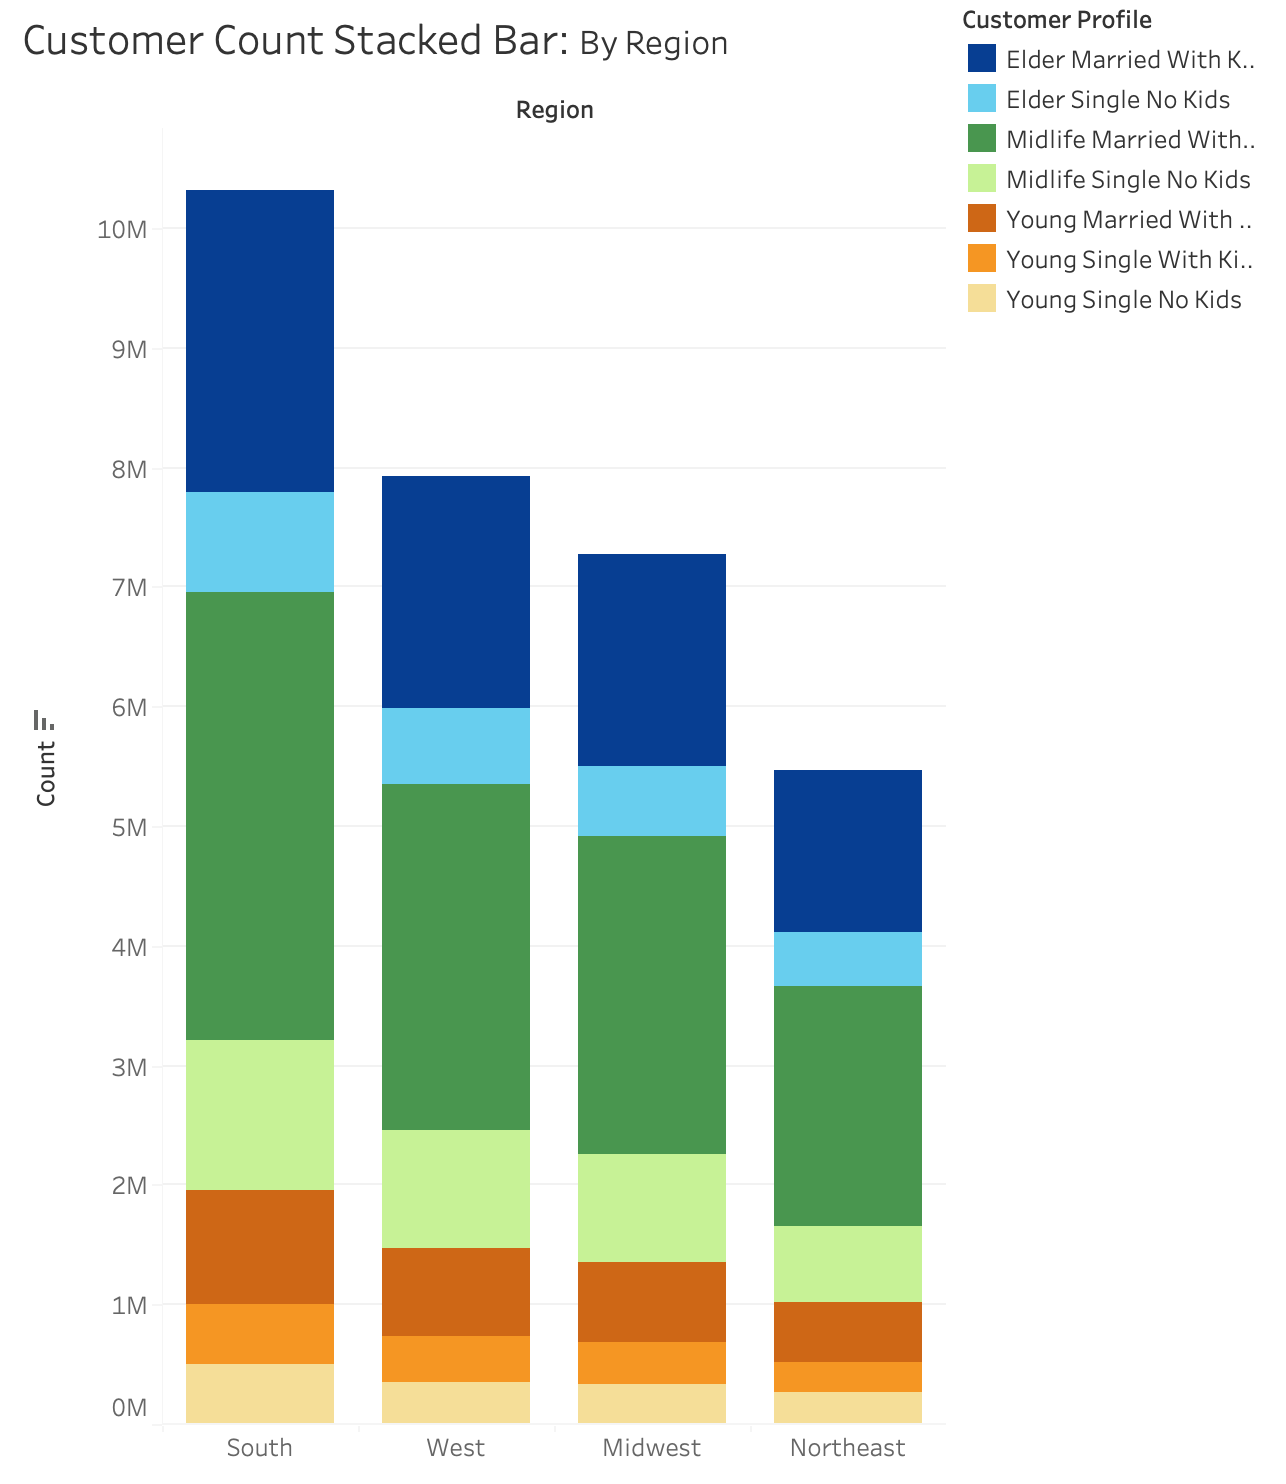 Customer Count Stacked Bar: By Region
Customer Profile
Elder Married With K..
Elder Single No Kids
Midlife Married With..
Midlife Single No Kids
Young Married With ..
Young Single With Ki..
Young Single No Kids
Region
10M
9M
8M
7M
6M
5M
4M
3M
2M
1M
0M
Count
South West Midwest Northeast